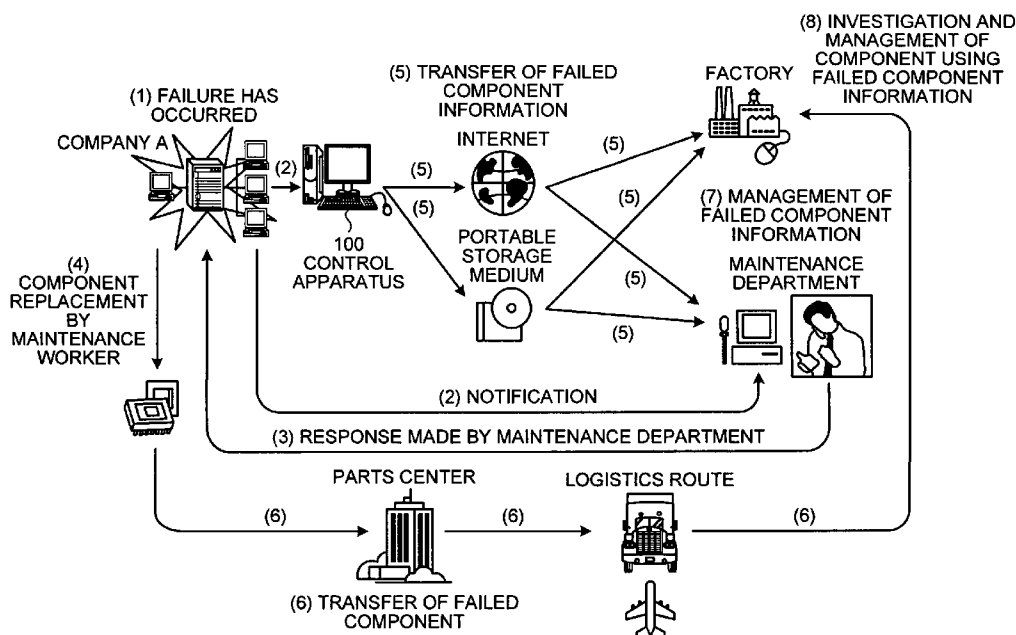 (8) INVESTIGATION AND
MANAGEMENT OF
COMPONENT USING
FAILED COMPONENT
INFORMATION
(5) TRANSFER OF FAILED
COMPONENT
INFORMATION
FACTORY
(1) FAILURE HAS
OCCURRED
COMPANY A
INTERNET
(2)
(5)
(5)
(5)
(5)
(7) MANAGEMENT OF
FAILED COMPONENT
INFORMATION
100
CONTROL
APPARATUS
PORTABLE
STORAGE
MEDIUM
(5)
(5)
MAINTENANCE
DEPARTMENT
(4)
COMPONENT
REPLACEMENT
BY
MAINTENANCE
WORKER
(2) NOTIFICATION
(3) RESPONSE MADE BY MAINTENANCE DEPARTMENT
PARTS CENTER
LOGISTICS ROUTE
(6)
(6)
(6)
(6) TRANSFER OF FAILED
COMPONENT